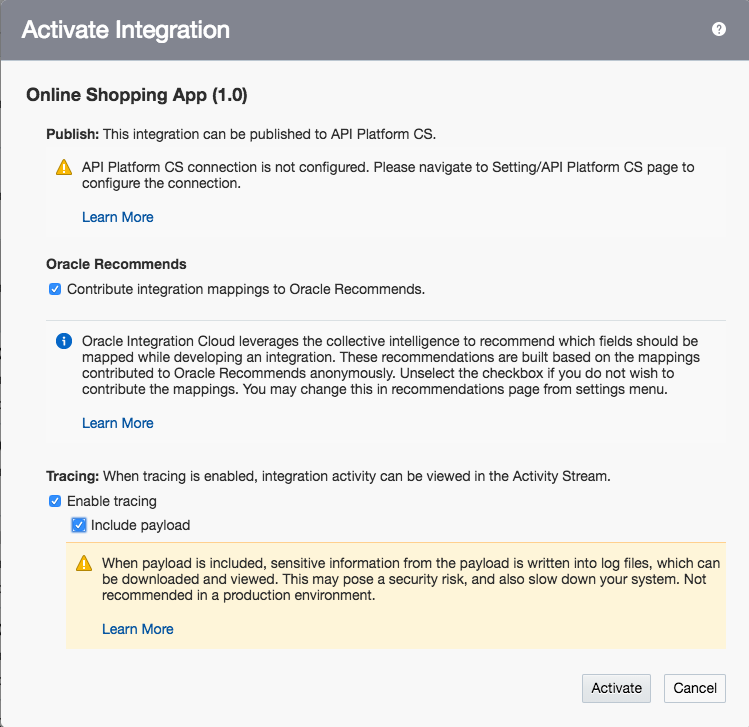 Activate Integration
?
Online Shopping App (1.0)
Publish: This integration can be published to API Platform CS.
API Platform CS connection is not configured. Please navigate to Setting/API Platform CS page to
configure the connection.
Learn More
Oracle Recommends
Contribute integration mappings to Oracle Recommends.
Oracle Integration Cloud leverages the collective intelligence to recommend which fields should be
mapped while developing an integration. These recommendations are built based on the mappings
contributed to Oracle Recommends anonymously. Unselect the checkbox if you do not wish to
contribute the mappings. You may change this in recommendations page from settings menu.
Learn More
Tracing: When tracing is enabled, integration activity can be viewed in the Activity Stream.
Enable tracing
Include payload
When payload is included, sensitive information from the payload is written into log files, which can
be downloaded and viewed. This may pose a security risk, and also slow down your system. Not
recommended in a production environment.
Learn More
Activate Cancel